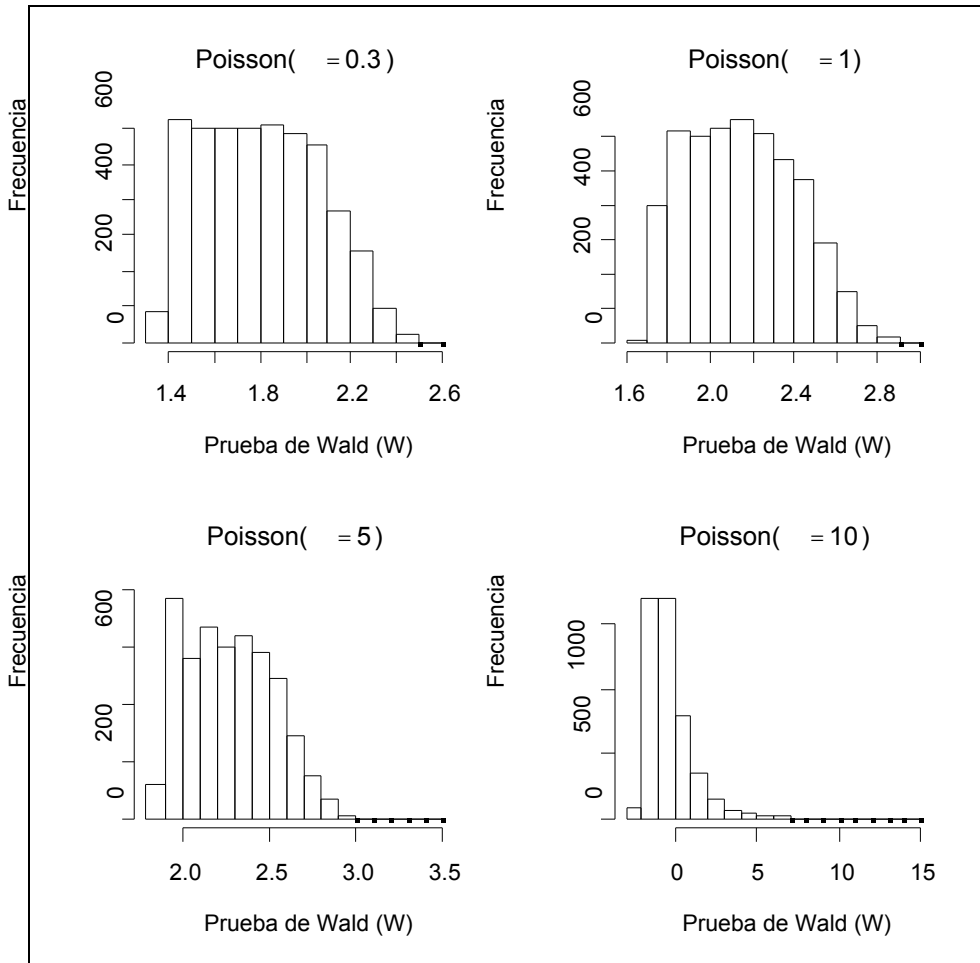 Poisson( = 0.3 )
Frecuencia
0 200 400 600
1.4 1.8 2.2 2.6
Prueba de Wald (W)
Poisson( = 1)
Frecuencia
0 200 400 600
1.6 2.0 2.4 2.8
Prueba de Wald (W)
Poisson( = 5 )
Frecuencia
0 200 600
2.0 2.5 3.0 3.5
Prueba de Wald (W)
Poisson( = 10 )
Frecuencia
0 500 1000
0 5 10 15
Prueba de Wald (W)